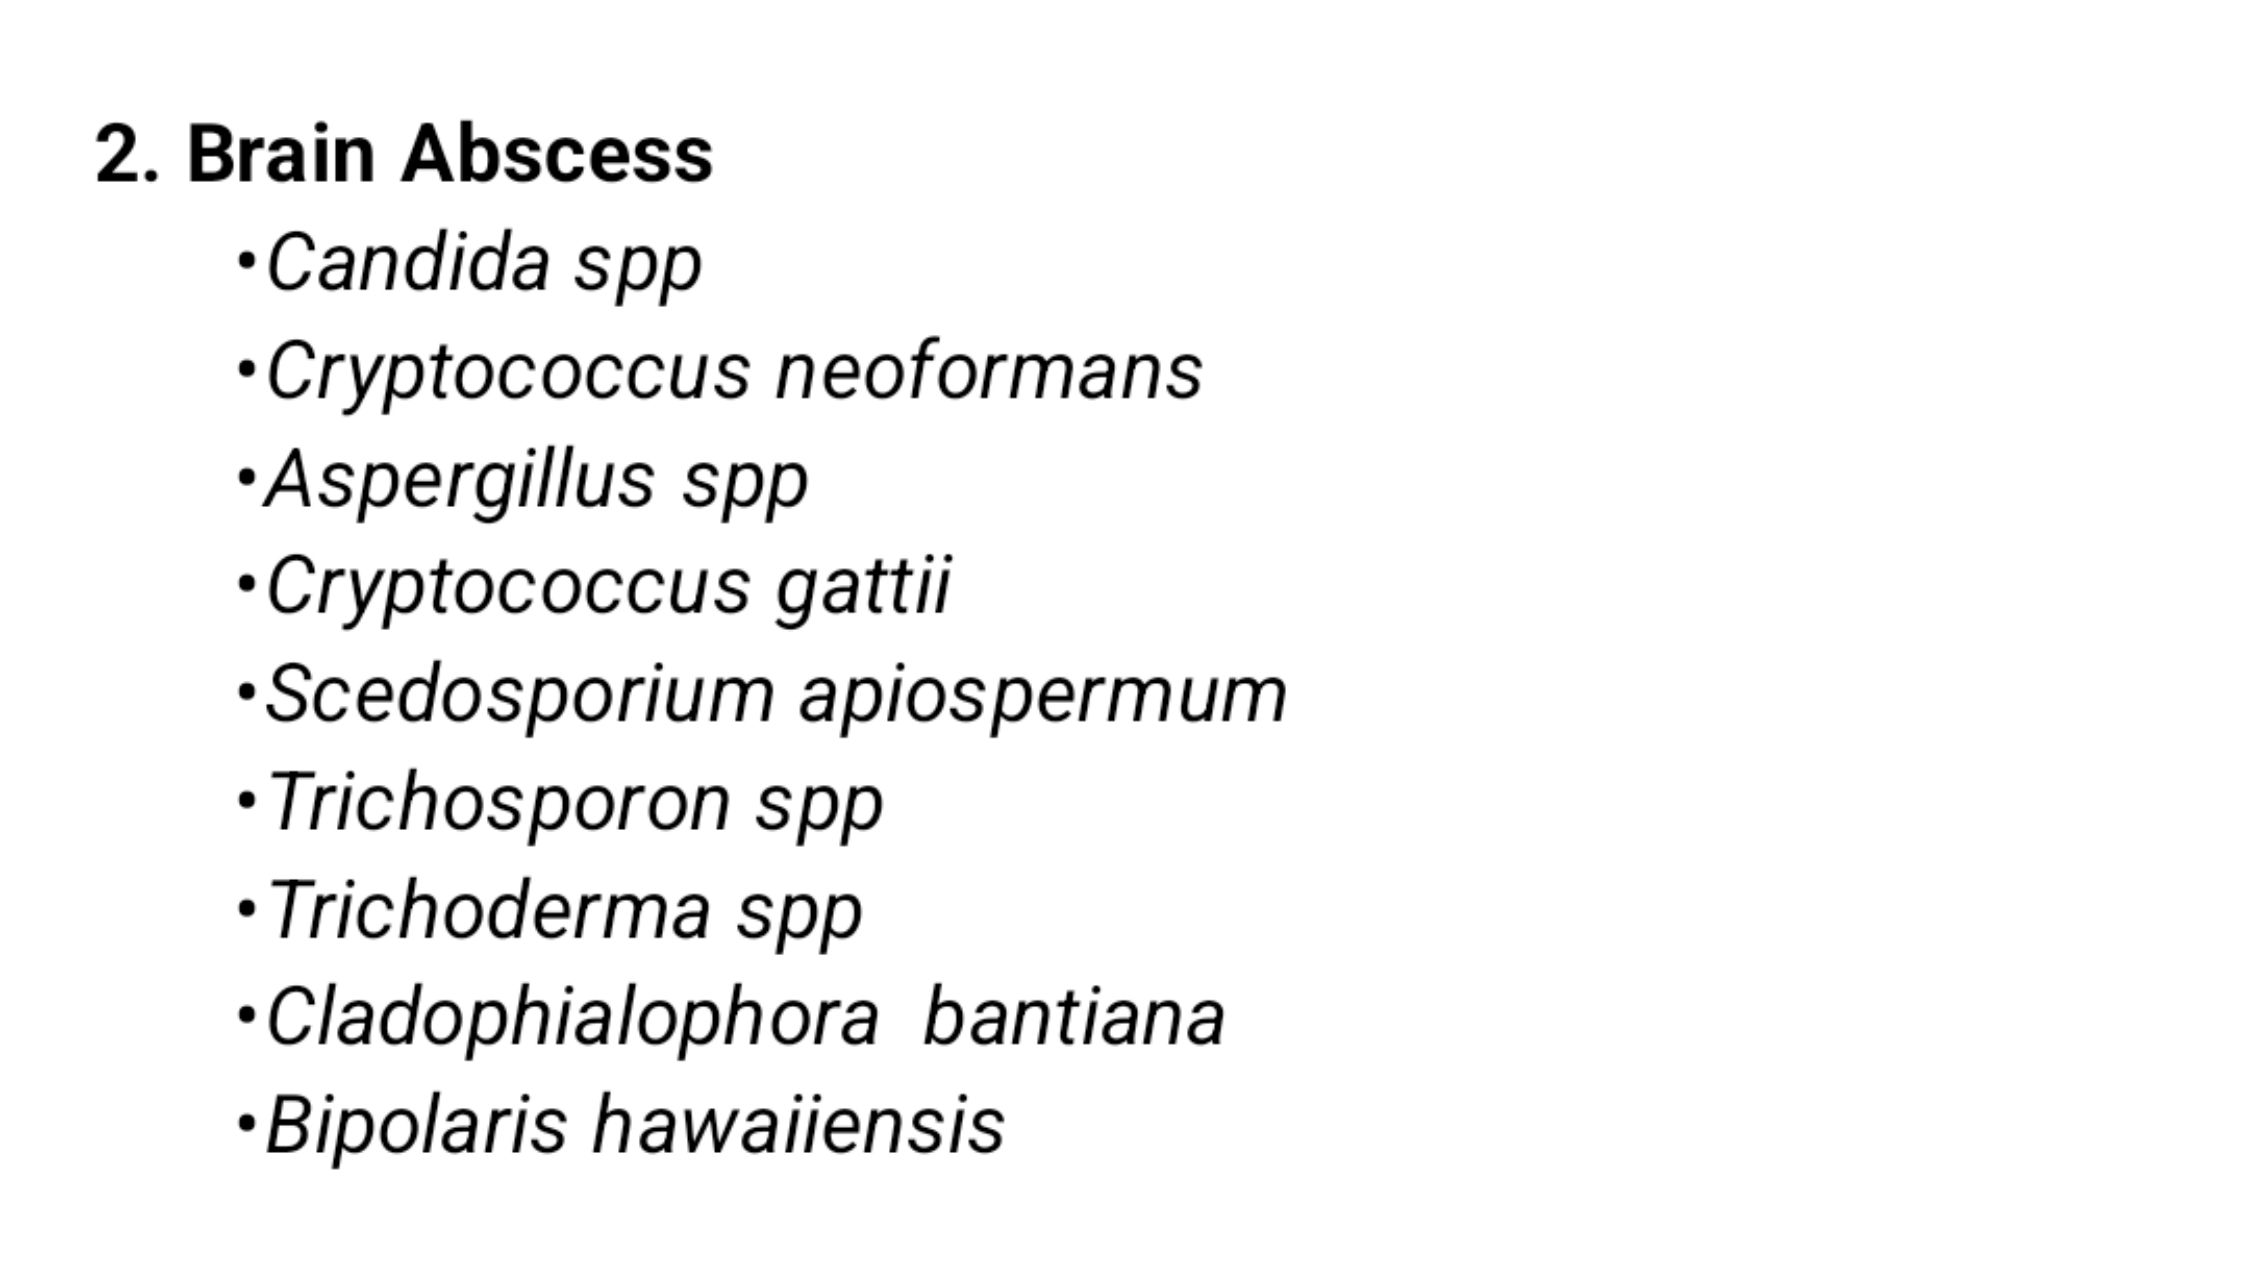 2. Brain Abscess
•Candida spp
•Cryptococcus neoformans
•Aspergillus spp
•Cryptococcus gattii
•Scedosporium apiospermum
•Trichosporon spp
•Trichoderma spp
•Cladophialophora  bantiana
•Bipolaris hawaiiensis